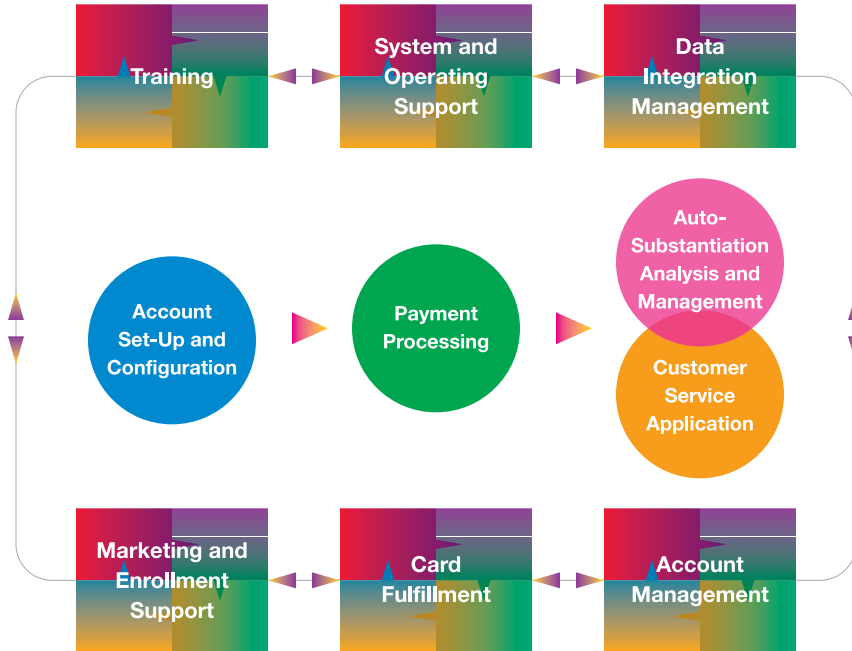 Training
System and
Operating
Support
Data
Integration
Management
Account
Set-Up and
Configuration
Payment
Processing
Auto-
Substantiation
Analysis and
Management
Customer
Service
Application
Marketing and
Enrollment
Support
Card
Fulfillment
Account
Management